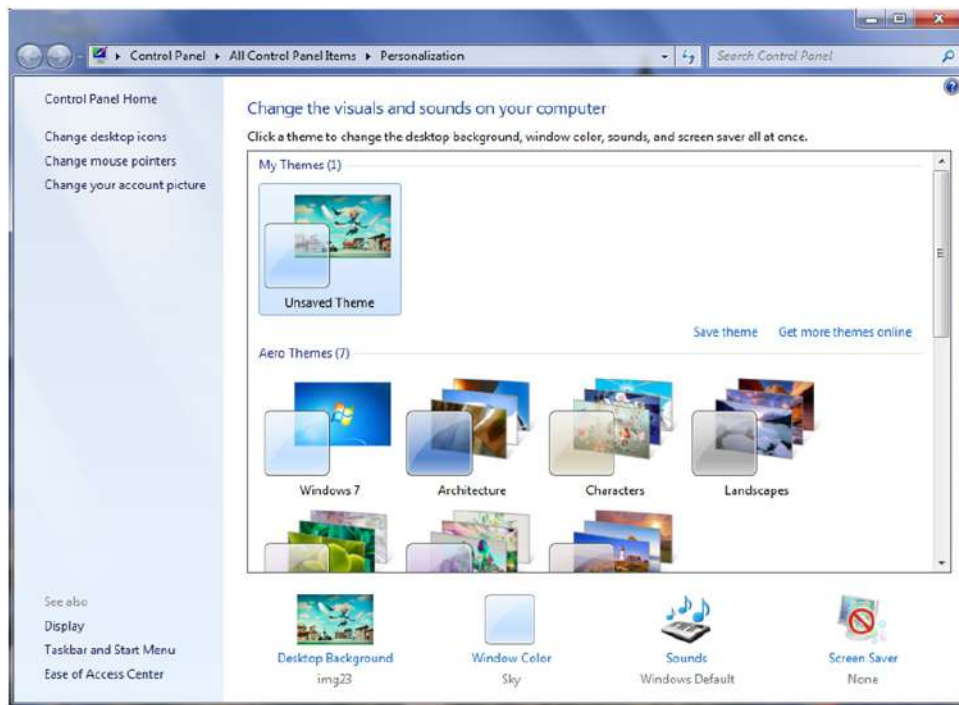 Control Panel ▸ All Control Panel Items ▸ Personalization
Search Control Panel
Control Panel Home
Change desktop icons
Change mouse pointers
Change your account picture
Change the visuals and sounds on your computer
Click a theme to change the desktop background, window color, sounds, and screen saver all at once.
My Themes (1)
Unsaved Theme
Save theme Get more themes online
Aero Themes (7)
Windows 7 Architecture Characters Landscapes
See also
Display
Taskbar and Start Menu
Ease of Access Center
Desktop Background Window Color Sounds Screen Saver
img23 Sky Windows Default None